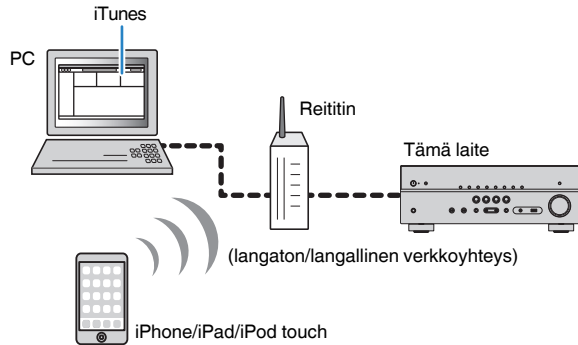 iTunes
PC
Reititin
Tämä laite
(langaton/langallinen verkkoyhteys)
iPhone/iPad/iPod touch